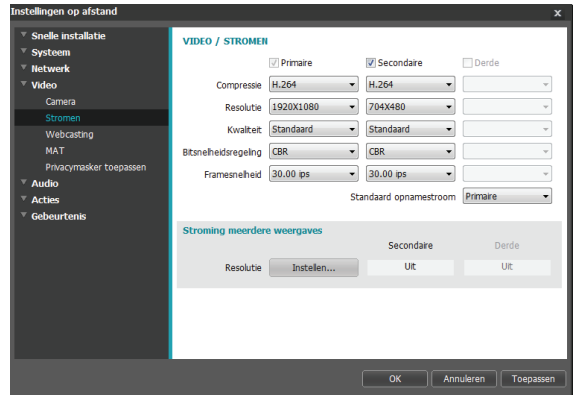 Instellingen op afstand x
Snelle installatie
Systeem
Netwerk
Video
Camera
Stromen
Webcasting
MAT
Privacymasker toepassen
Audio
Acties
Gebeurtenis
VIDEO / STROMEN
Primaire Secondaire Derde
Compressie H.264 H.264
Resolutie 1920X1080 704X480
Kwaliteit Standaard Standaard
Bitsnelheidsregeling CBR CBR
Framesnelheid 30.00 ips 30.00 ips
Standaard opnamestroom Primaire
Stroming meerdere weergaves
Secondaire Derde
Resolutie Instellen... Uit Uit
OK Annuleren Toepassen